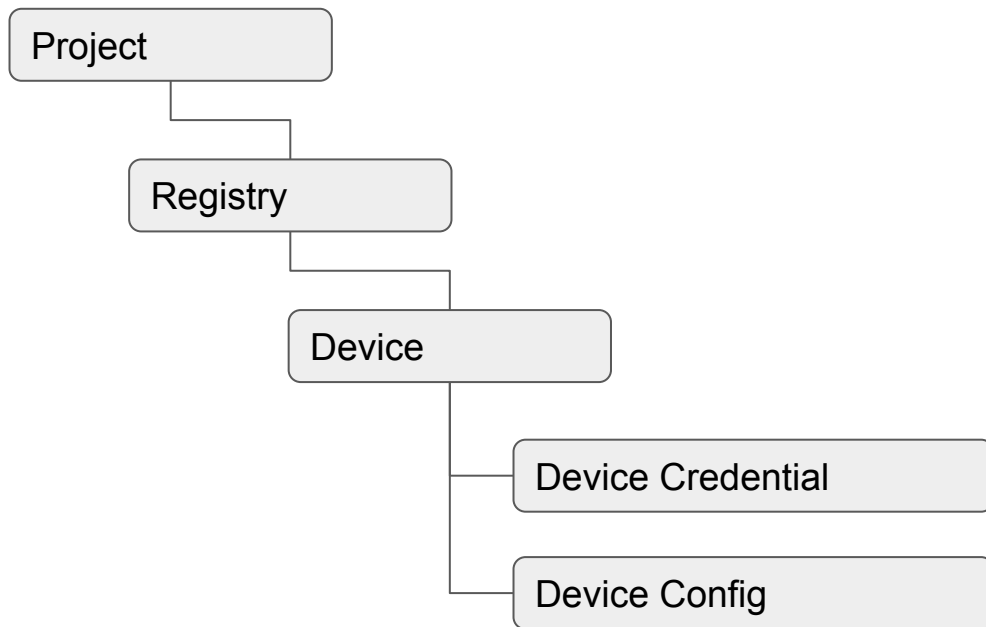 Project
Registry
Device
Device Credential
Device Config